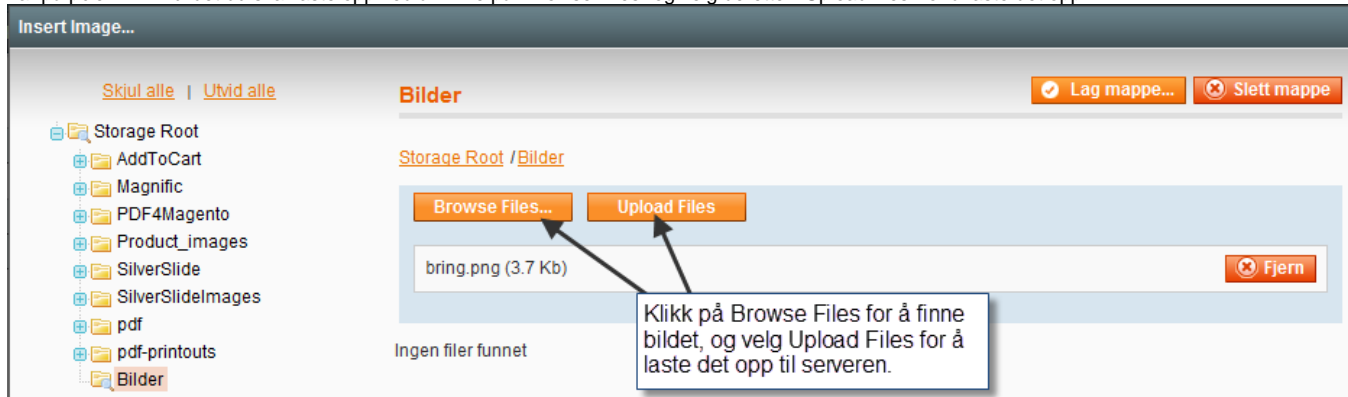 Insert Image...
Skjul alle | Utvid alle
Storage Root
AddToCart
Magnific
PDF4Magento
Product_images
SilverSlide
SilverSlideImages
pdf
pdf-printouts
Bilder
Bilder
Lag mappe...
Slett mappe
Storage Root / Bilder
Browse Files...
Upload Files
bring.png (3.7 Kb)
Fjern
Klikk på Browse Files for å finne
bildet, og velg Upload Files for å
laste det opp til serveren.
Ingen filer funnet